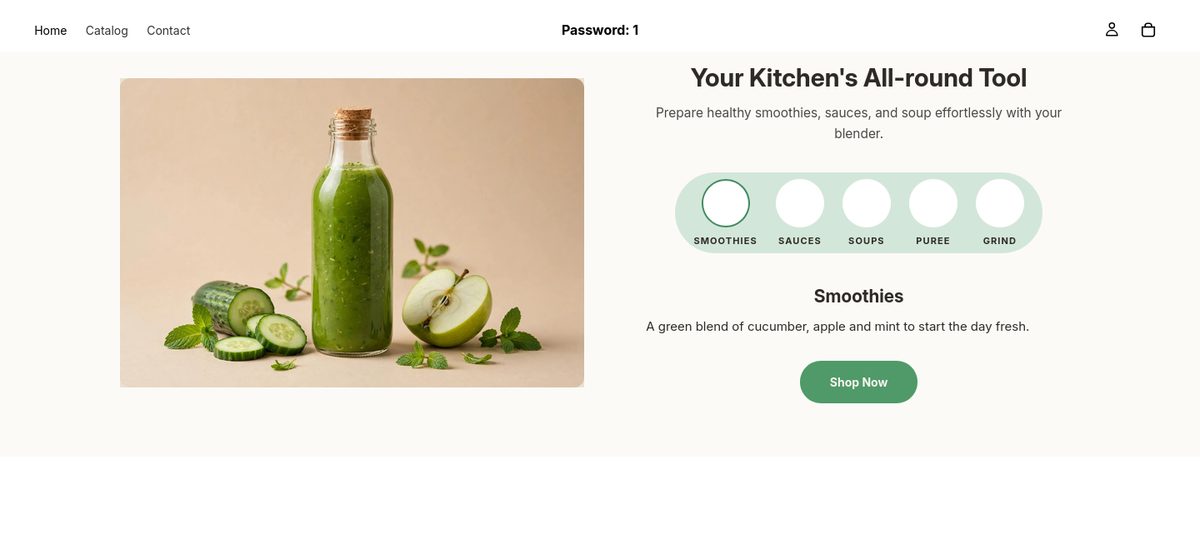 Home
Catalog
Contact
Password: 1
Your Kitchen's All-round Tool
Prepare healthy smoothies, sauces, and soup effortlessly with your
blender.
SMOOTHIES
SAUCES
SOUPS
PUREE
GRIND
Smoothies
A green blend of cucumber, apple and mint to start the day fresh.
Shop Now